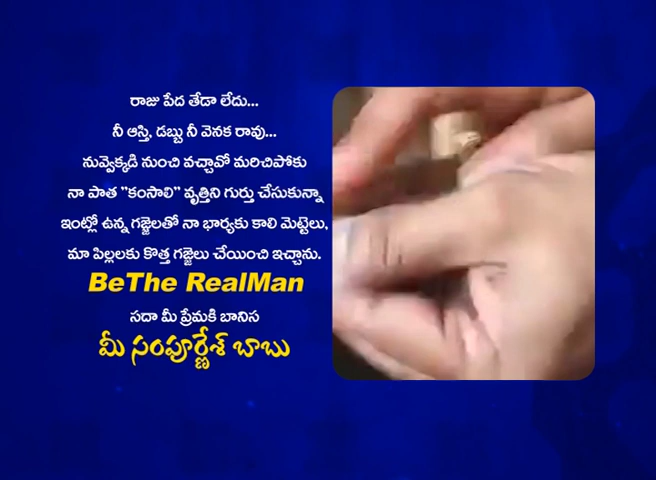 రాజు పేద తేడా లేదు...
నీ ఆస్తి, డబ్బు నీ వెనక రావు...
నువ్వెక్కడి నుంచి వచ్చావో మరిచిపోకు
నా పాత "కంసాలి" వృత్తిని గుర్తు చేసుకున్నా
ఇంట్లో ఉన్న గజ్జెలతో నా భార్యకు కాలి మెట్టెలు,
మా పిల్లలకు కొత్త గజ్జెలు చేయించి ఇచ్చాను.
BeThe RealMan
సదా మీ ప్రేమకి బానిస
మీ సంపూర్ణేశ్ బాబు